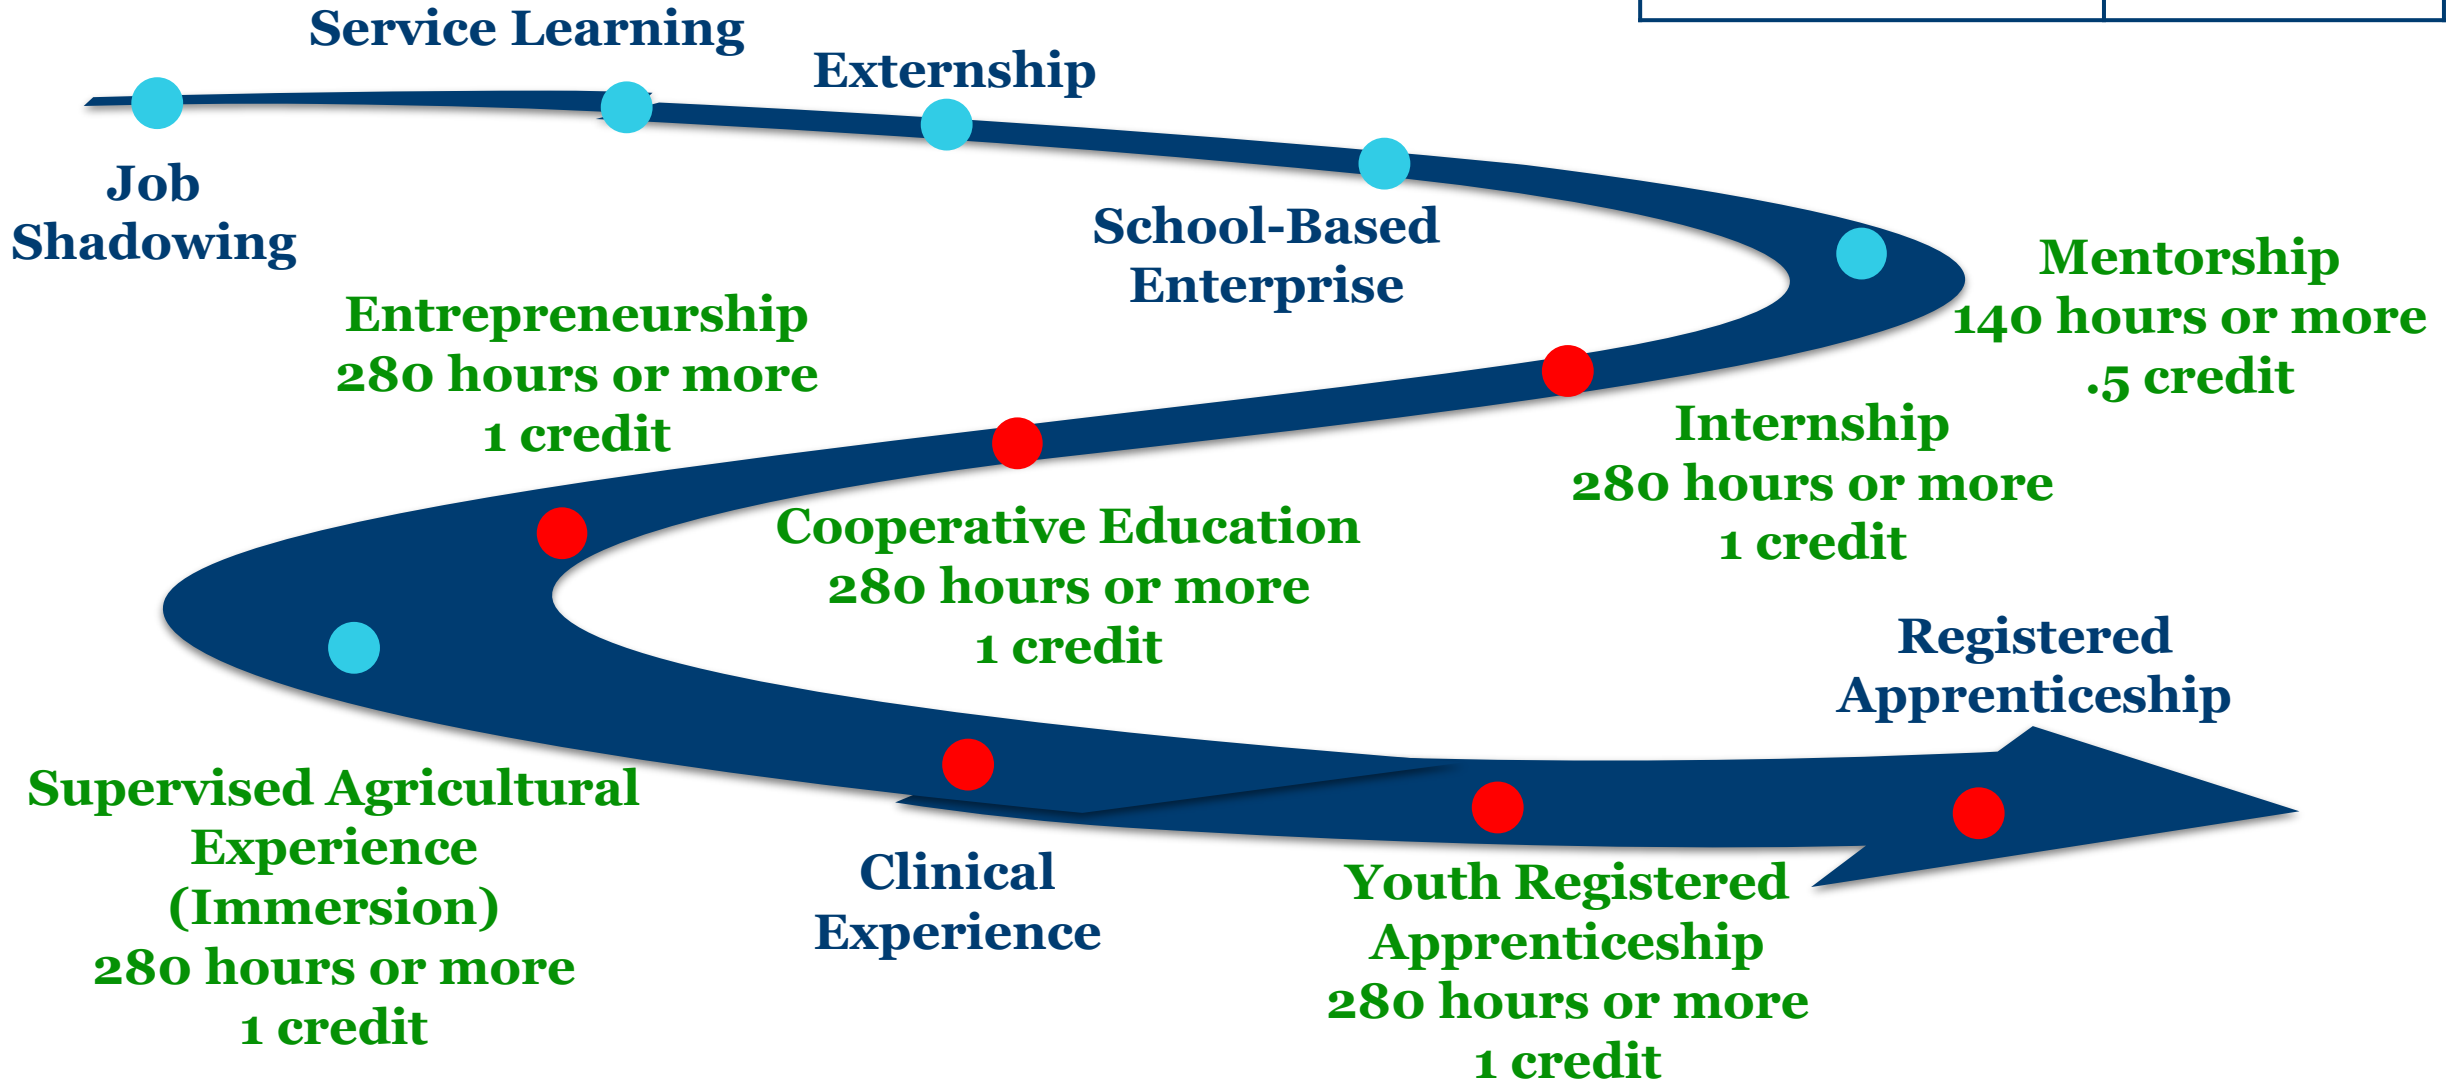 Service Learning
Externship
Job
Shadowing
School-Based
Enterprise
Mentorship
140 hours or more
.5 credit
Entrepreneurship
280 hours or more
1 credit
Internship
280 hours or more
1 credit
Cooperative Education
280 hours or more
1 credit
Registered
Apprenticeship
Supervised Agricultural
Experience
(Immersion)
280 hours or more
1 credit
Clinical
Experience
Youth Registered
Apprenticeship
280 hours or more
1 credit